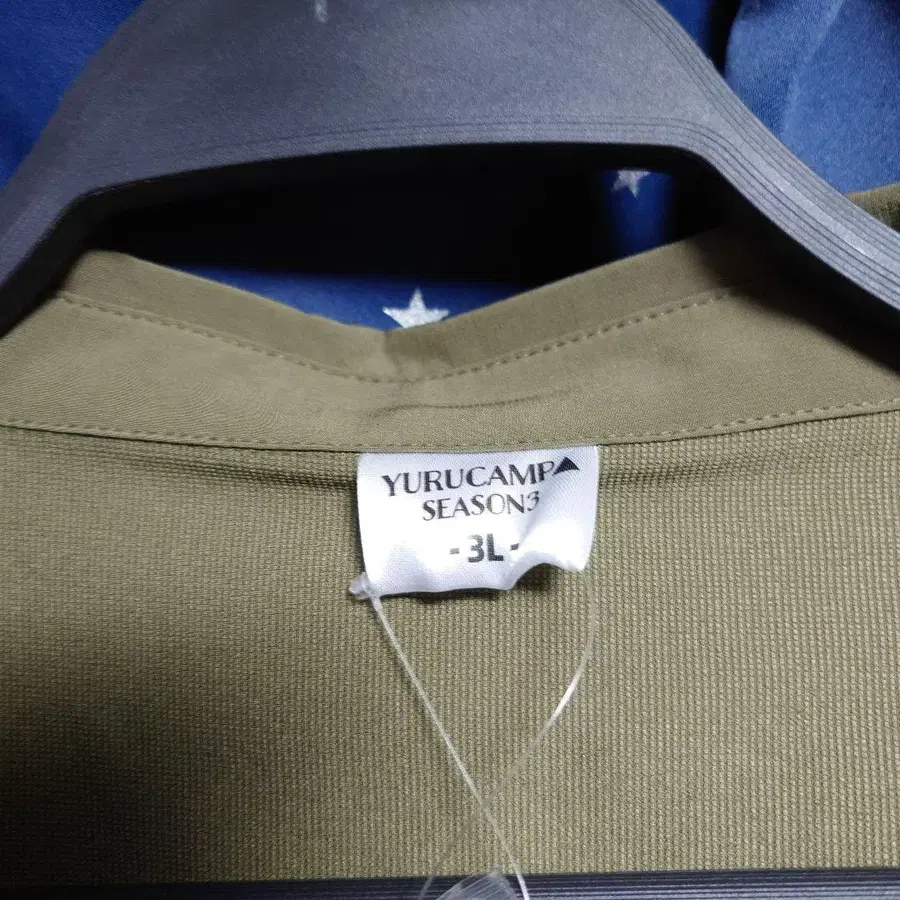 YURUCAMP▲
SEASON3
- 3L -